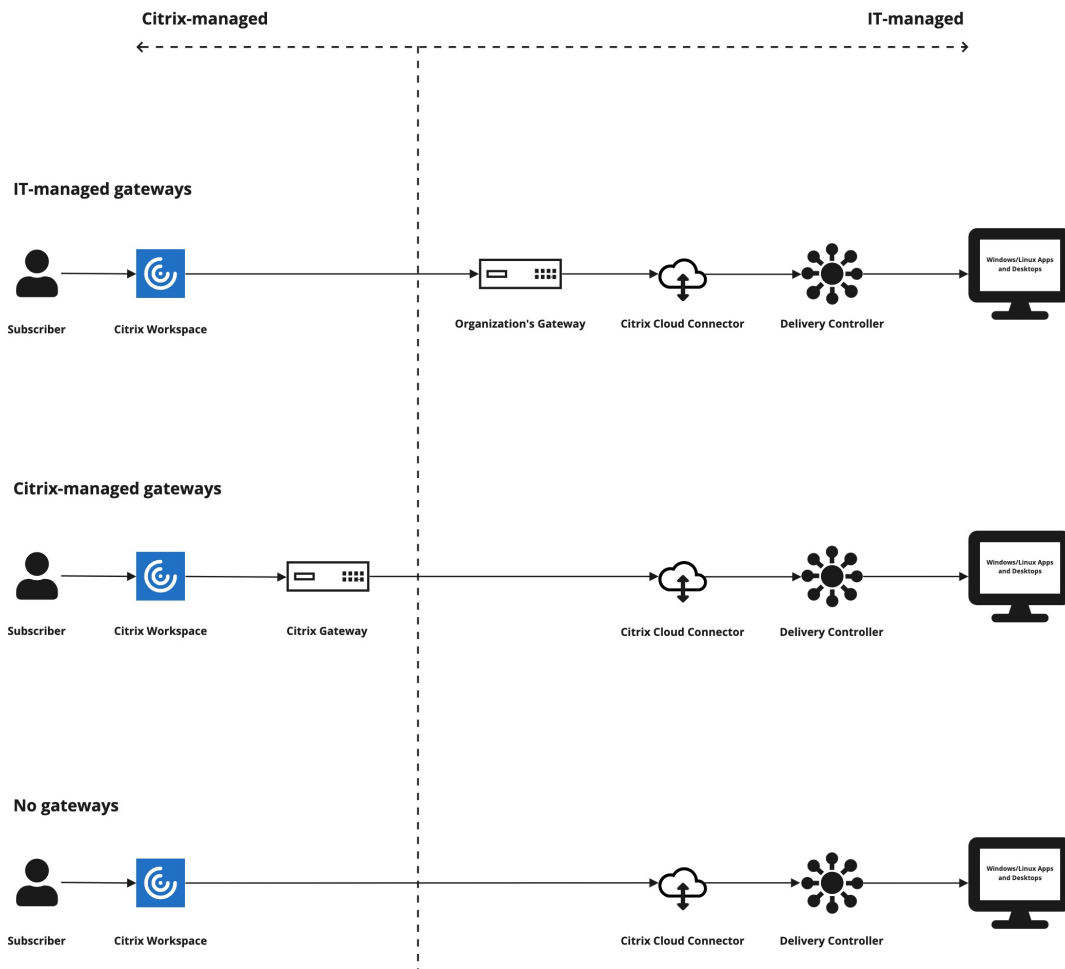 Citrix-managed
IT-managed
IT-managed gateways
Windows/Linux Apps
and Desktops
Subscriber
Citrix Workspace
Organization's Gateway
Citrix Cloud Connector
Delivery Controller
Citrix-managed gateways
Windows/Linux Apps
and Desktops
Subscriber
Citrix Workspace
Citrix Gateway
Citrix Cloud Connector
Delivery Controller
No gateways
Windows/Linux Apps
and Desktops
Subscriber
Citrix Workspace
Citrix Cloud Connector
Delivery Controller